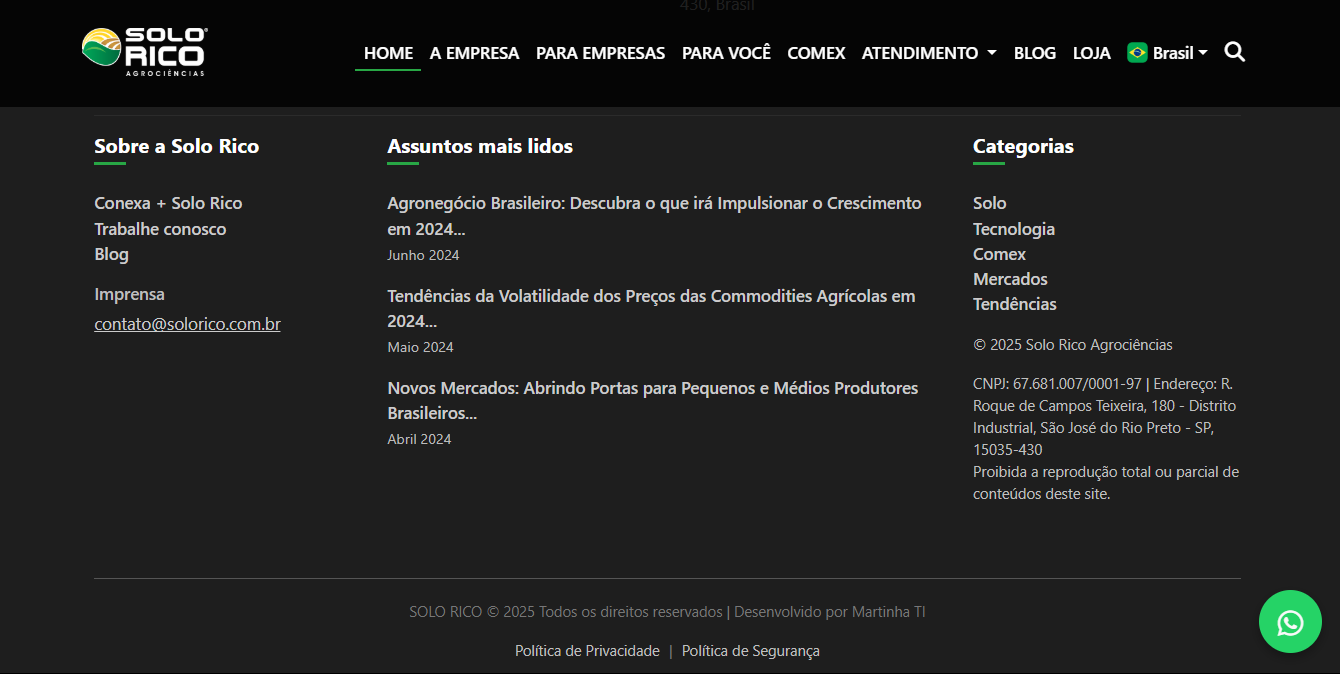 430, Brasil
SOLO®
RICO
AGROCIÊNCIAS
HOME A EMPRESA PARA EMPRESAS PARA VOCÊ COMEX ATENDIMENTO BLOG LOJA Brasil
Sobre a Solo Rico
Conexa + Solo Rico
Trabalhe conosco
Blog
Imprensa
contato@solorico.com.br
Assuntos mais lidos
Agronegócio Brasileiro: Descubra o que irá Impulsionar o Crescimento
em 2024...
Junho 2024
Tendências da Volatilidade dos Preços das Commodities Agrícolas em
2024...
Maio 2024
Novos Mercados: Abrindo Portas para Pequenos e Médios Produtores
Brasileiros...
Abril 2024
Categorias
Solo
Tecnologia
Comex
Mercados
Tendências
© 2025 Solo Rico Agrociências
CNPJ: 67.681.007/0001-97 | Endereço: R.
Roque de Campos Teixeira, 180 - Distrito
Industrial, São José do Rio Preto - SP,
15035-430
Proibida a reprodução total ou parcial de
conteúdos deste site.
SOLO RICO © 2025 Todos os direitos reservados | Desenvolvido por Martinha TI
Política de Privacidade | Política de Segurança